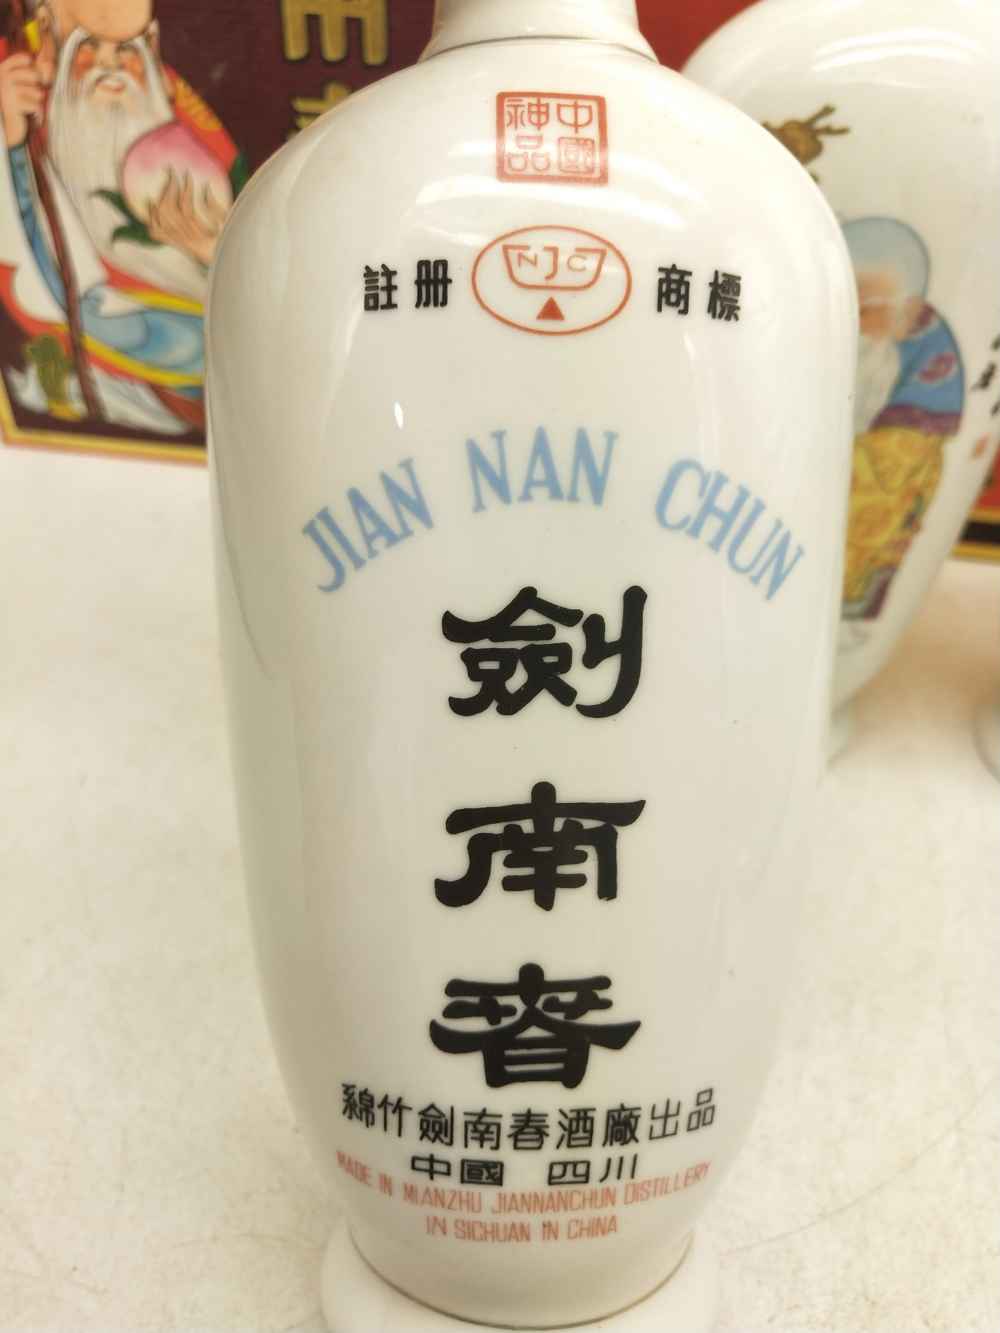 中國
神品
註册 NJC 商標
JIAN NAN CHUN
劍
南
春
綿竹劍南春酒廠出品
中國 四川
MADE IN MIANZHU JIANNANCHUN DISTILLERY
IN SICHUAN IN CHINA